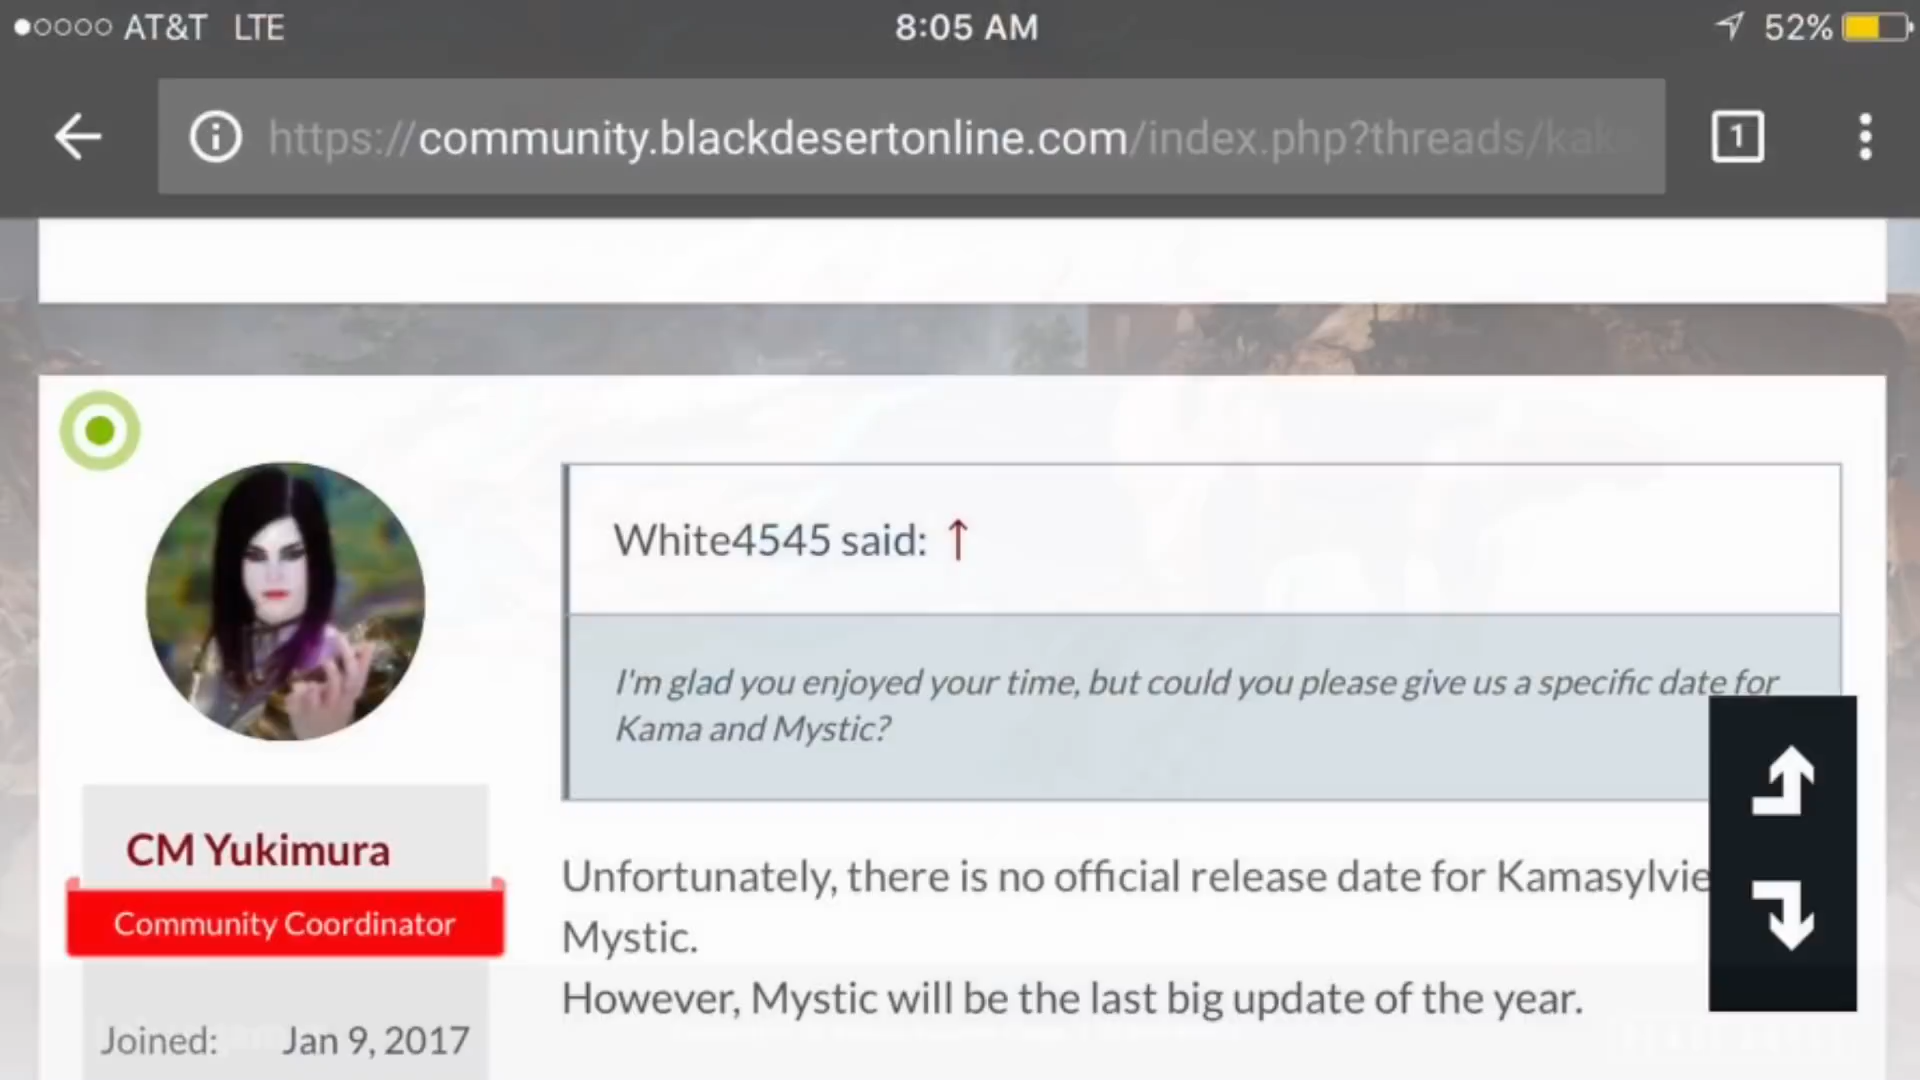 AT&T LTE 8:05 AM 52%
https://community.blackdesertonline.com/index.php?threads/kak
1
White4545 said: ↑
I'm glad you enjoyed your time, but could you please give us a specific date for
Kama and Mystic?
CM Yukimura
Community Coordinator
Joined: Jan 9, 2017
Unfortunately, there is no official release date for Kamasylvie
Mystic.
However, Mystic will be the last big update of the year.